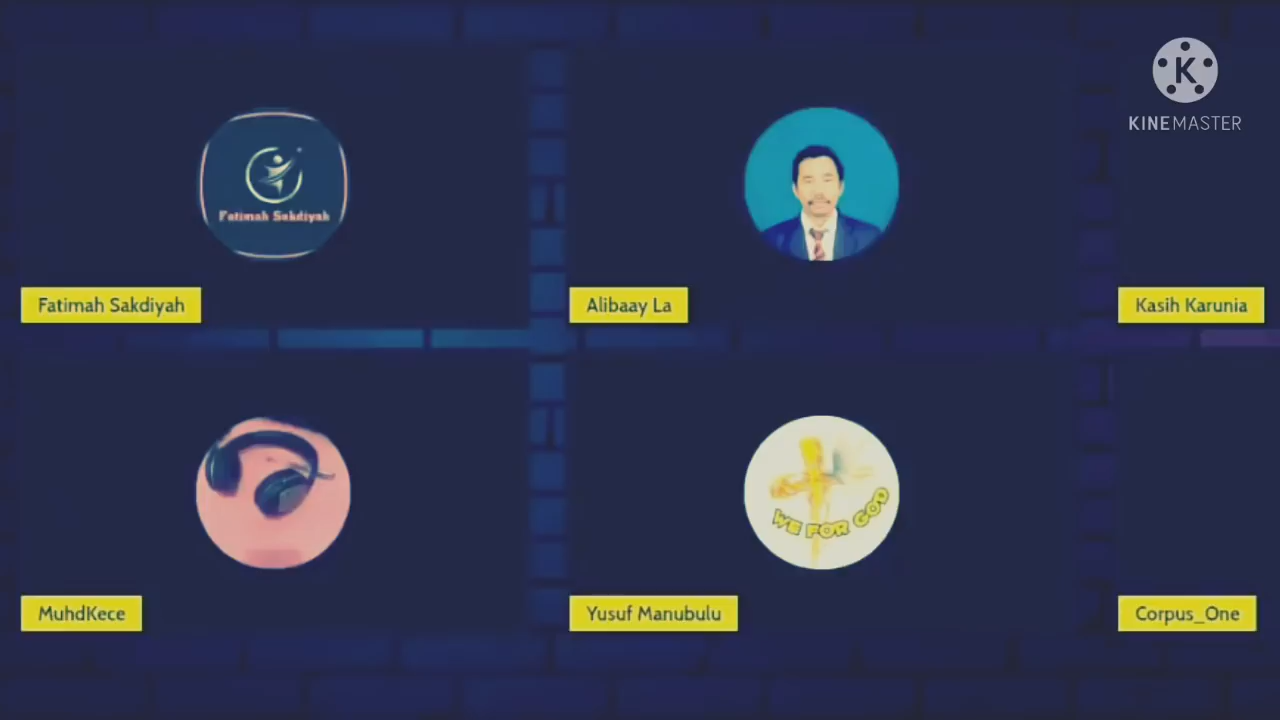 KINEMASTER
Fatimah Sakdiyah
Fatimah Sakdiyah
Alibaay La
Kasih Karunia
WE FOR GOD
MuhdKece
Yusuf Manubulu
Corpus_One